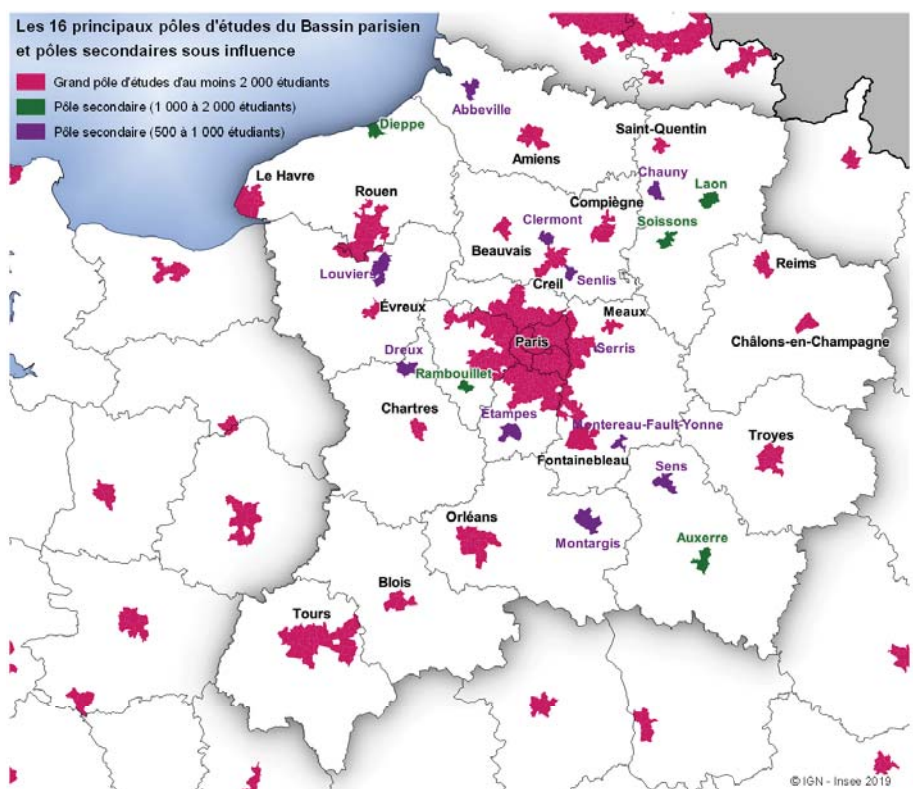 Les 16 principaux pôles d'études du Bassin parisien
et pôles secondaires sous influence
Grand pôle d'études d'au moins 2 000 étudiants
Pôle secondaire (1 000 à 2 000 étudiants)
Pôle secondaire (500 à 1 000 étudiants)
Abbeville
Dieppe
Amiens
Saint-Quentin
Le Havre
Rouen
Chauny
Laon
Compiègne
Clermont
Soissons
Beauvais
Louviers
Creil
Senlis
Reims
Évreux
Meaux
Paris
Serris
Châlons-en-Champagne
Dreux
Rambouillet
Chartres
Étampes
Montereau-Fault-Yonne
Troyes
Fontainebleau
Sens
Orléans
Montargis
Auxerre
Blois
Tours
© IGN - Insee 2019